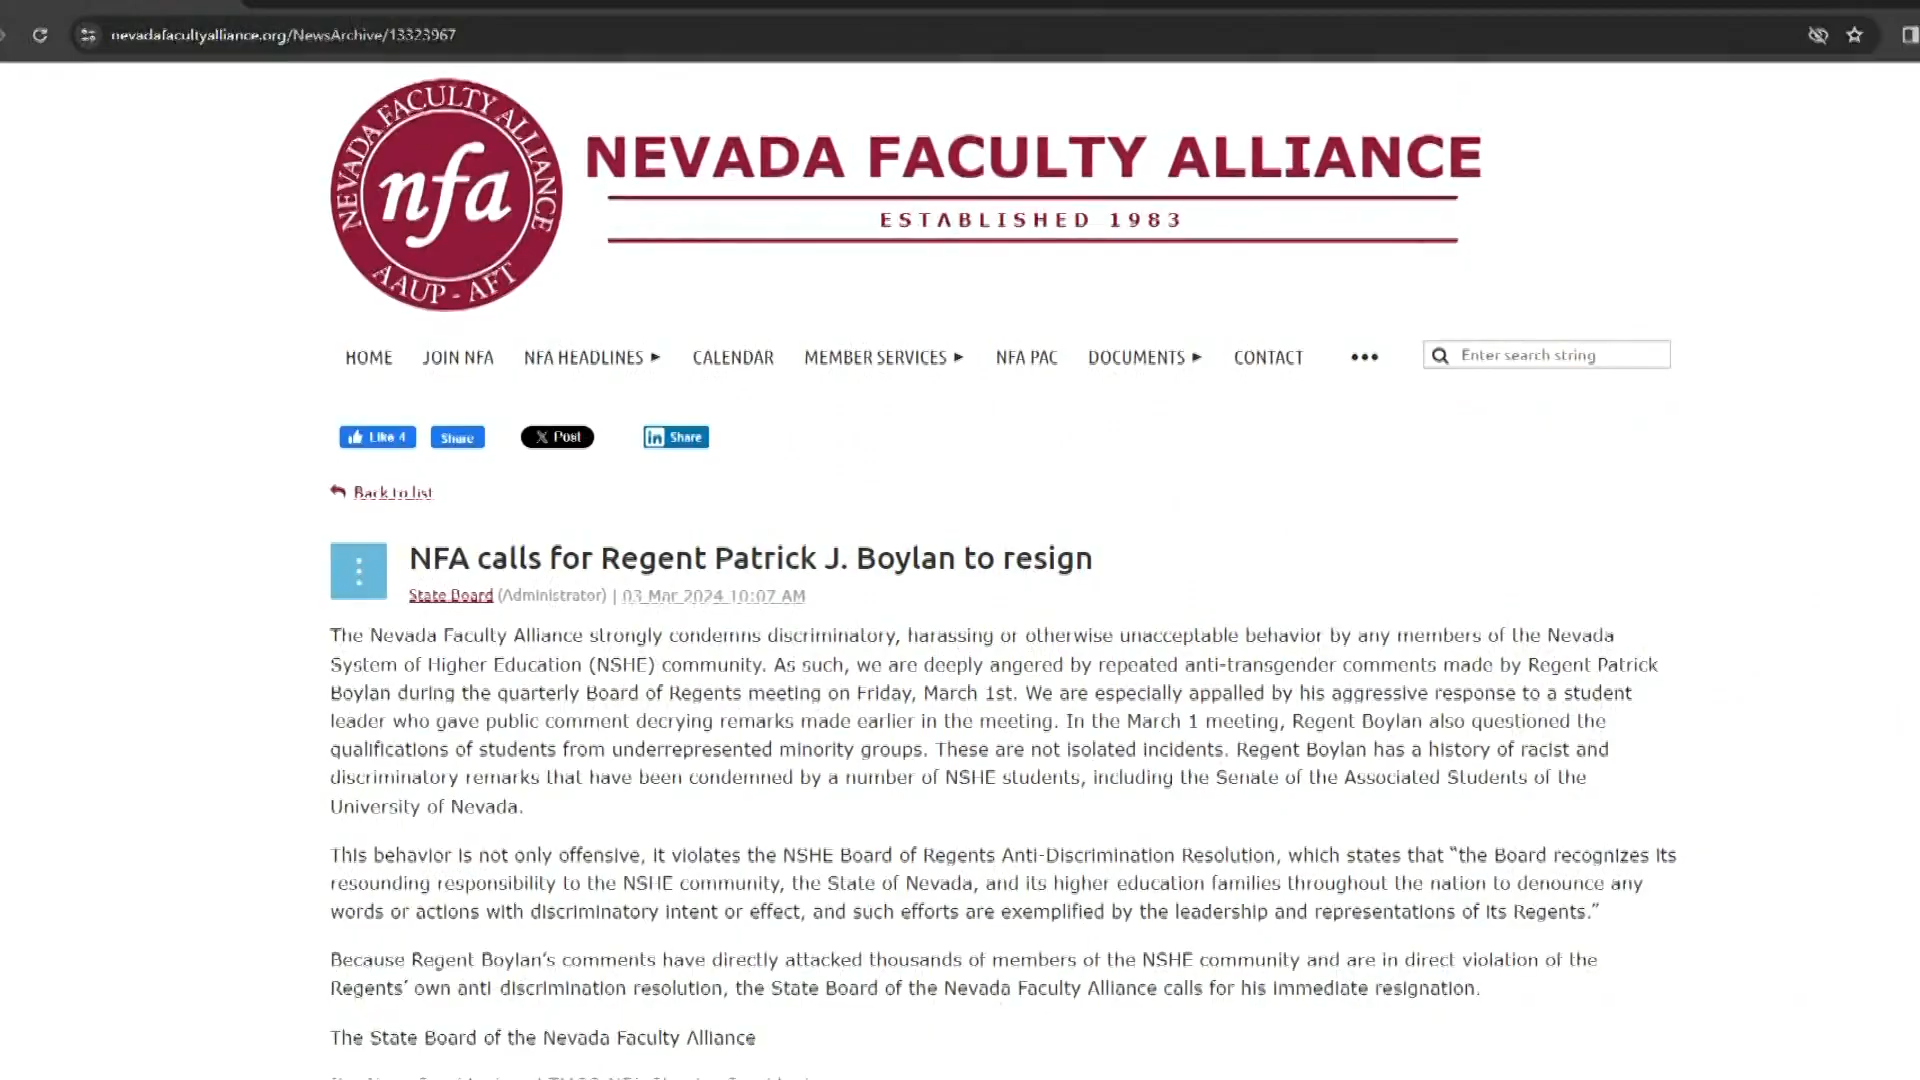 nevadafacultyalliance.org/NewsArchive/13323967
NEVADA FACULTY ALLIANCE
nfa
AAUP - AFT
NEVADA FACULTY ALLIANCE
ESTABLISHED 1983
HOME JOIN NFA NFA HEADLINES CALENDAR MEMBER SERVICES NFA PAC DOCUMENTS CONTACT Enter search string
Like 4 Share X Post in Share
Back to list
NFA calls for Regent Patrick J. Boylan to resign
State Board (Administrator) | 03 Mar 2024 10:07 AM
The Nevada Faculty Alliance strongly condemns discriminatory, harassing or otherwise unacceptable behavior by any members of the Nevada
System of Higher Education (NSHE) community. As such, we are deeply angered by repeated anti-transgender comments made by Regent Patrick
Boylan during the quarterly Board of Regents meeting on Friday, March 1st. We are especially appalled by his aggressive response to a student
leader who gave public comment decrying remarks made earlier in the meeting. In the March 1 meeting, Regent Boylan also questioned the
qualifications of students from underrepresented minority groups. These are not isolated incidents. Regent Boylan has a history of racist and
discriminatory remarks that have been condemned by a number of NSHE students, including the Senate of the Associated Students of the
University of Nevada.
This behavior is not only offensive, it violates the NSHE Board of Regents Anti-Discrimination Resolution, which states that “the Board recognizes its
resounding responsibility to the NSHE community, the State of Nevada, and its higher education families throughout the nation to denounce any
words or actions with discriminatory intent or effect, and such efforts are exemplified by the leadership and representations of its Regents.”
Because Regent Boylan’s comments have directly attacked thousands of members of the NSHE community and are in direct violation of the
Regents’ own anti discrimination resolution, the State Board of the Nevada Faculty Alliance calls for his immediate resignation.
The State Board of the Nevada Faculty Alliance